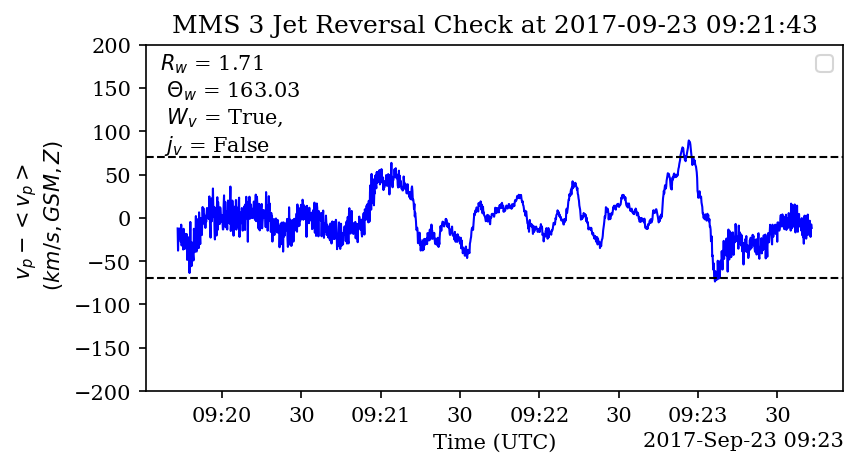 MMS 3 Jet Reversal Check at 2017-09-23 09:21:43
R_w = 1.71
Θ_w = 163.03
W_v = True,
j_v = False
v_p − < v_p >
(km/s, GSM, Z)
200
150
100
50
0
−50
−100
−150
−200
09:20 30 09:21 30 09:22 30 09:23 30
Time (UTC) 2017-Sep-23 09:23